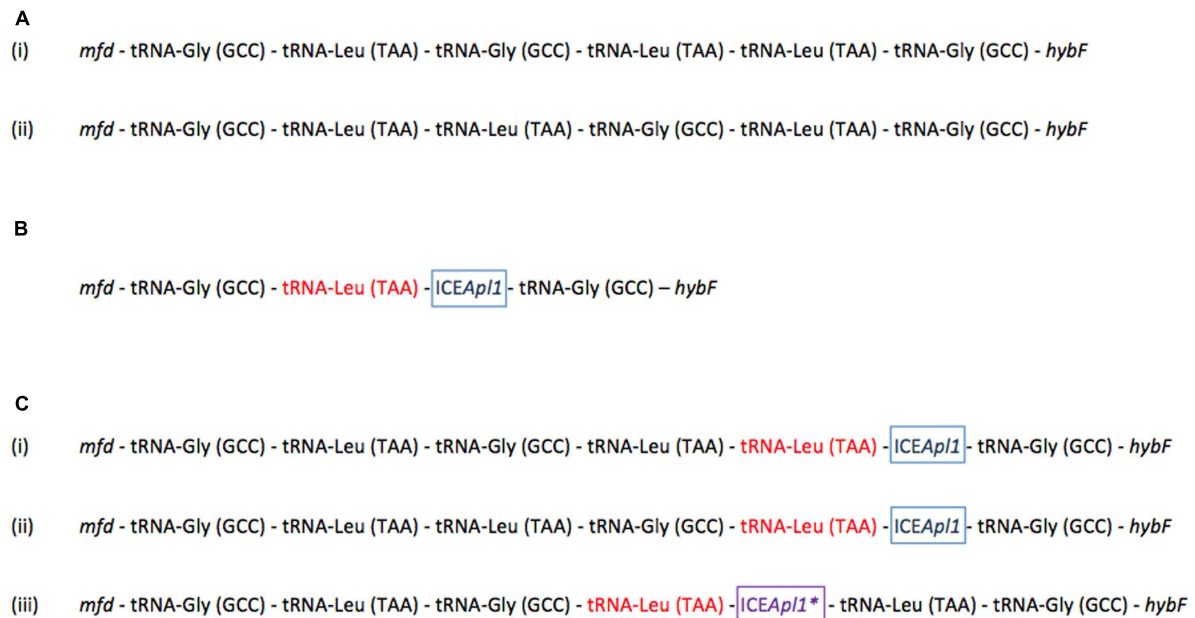 A
(i) mfd - tRNA-Gly (GCC) - tRNA-Leu (TAA) - tRNA-Gly (GCC) - tRNA-Leu (TAA) - tRNA-Leu (TAA) - tRNA-Gly (GCC) - hybF
(ii) mfd - tRNA-Gly (GCC) - tRNA-Leu (TAA) - tRNA-Leu (TAA) - tRNA-Gly (GCC) - tRNA-Leu (TAA) - tRNA-Gly (GCC) - hybF
B
mfd - tRNA-Gly (GCC) - tRNA-Leu (TAA) - ICEApl1 - tRNA-Gly (GCC) – hybF
C
(i) mfd - tRNA-Gly (GCC) - tRNA-Leu (TAA) - tRNA-Gly (GCC) - tRNA-Leu (TAA) - tRNA-Leu (TAA) - ICEApl1 - tRNA-Gly (GCC) - hybF
(ii) mfd - tRNA-Gly (GCC) - tRNA-Leu (TAA) - tRNA-Leu (TAA) - tRNA-Gly (GCC) - tRNA-Leu (TAA) - ICEApl1 - tRNA-Gly (GCC) - hybF
(iii) mfd - tRNA-Gly (GCC) - tRNA-Leu (TAA) - tRNA-Gly (GCC) - tRNA-Leu (TAA) - ICEApl1* - tRNA-Leu (TAA) - tRNA-Gly (GCC) - hybF